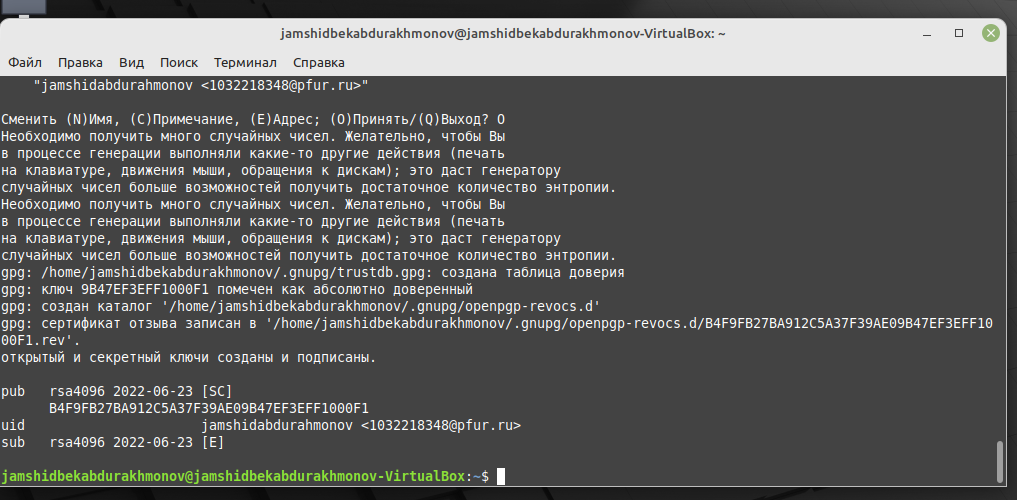 jamshidbekabdurakhmonov@jamshidbekabdurakhmonov-VirtualBox: ~
Файл Правка Вид Поиск Терминал Справка
"jamshidabdurahmonov <1032218348@pfur.ru>"
Сменить (N)Имя, (C)Примечание, (E)Адрес; (O)Принять/(Q)Выход? O
Необходимо получить много случайных чисел. Желательно, чтобы Вы
в процессе генерации выполняли какие-то другие действия (печать
на клавиатуре, движения мыши, обращения к дискам); это даст генератору
случайных чисел больше возможностей получить достаточное количество энтропии.
Необходимо получить много случайных чисел. Желательно, чтобы Вы
в процессе генерации выполняли какие-то другие действия (печать
на клавиатуре, движения мыши, обращения к дискам); это даст генератору
случайных чисел больше возможностей получить достаточное количество энтропии.
gpg: /home/jamshidbekabdurakhmonov/.gnupg/trustdb.gpg: создана таблица доверия
gpg: ключ 9B47EF3EFF1000F1 помечен как абсолютно доверенный
gpg: создан каталог '/home/jamshidbekabdurakhmonov/.gnupg/openpgp-revocs.d'
gpg: сертификат отзыва записан в '/home/jamshidbekabdurakhmonov/.gnupg/openpgp-revocs.d/B4F9FB27BA912C5A37F39AE09B47EF3EFF10
00F1.rev'.
открытый и секретный ключи созданы и подписаны.
pub rsa4096 2022-06-23 [SC]
B4F9FB27BA912C5A37F39AE09B47EF3EFF1000F1
uid jamshidabdurahmonov <1032218348@pfur.ru>
sub rsa4096 2022-06-23 [E]
jamshidbekabdurakhmonov@jamshidbekabdurakhmonov-VirtualBox:~$